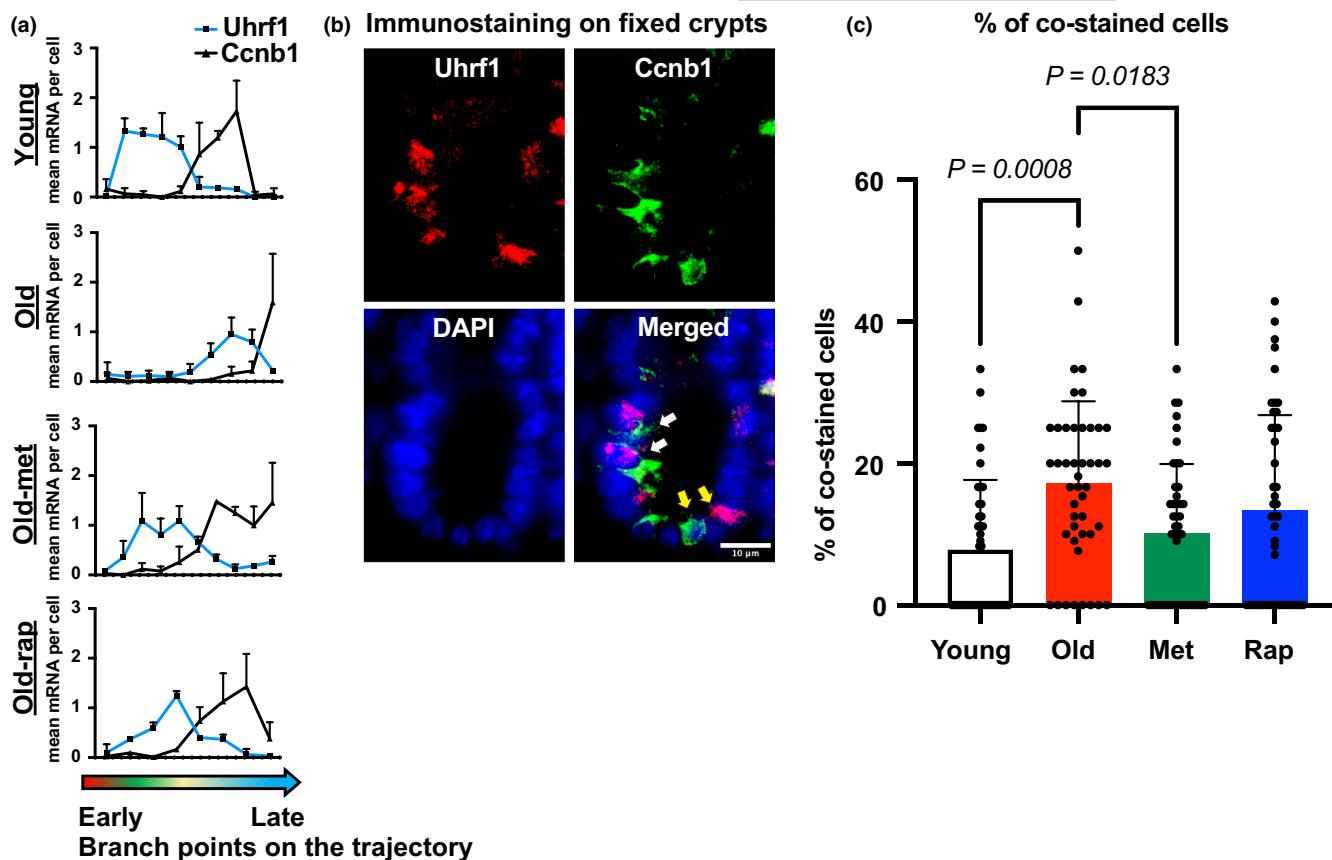 (a)
Uhrf1
Ccnb1
Young
mean mRNA per cell
3
2
1
0
Old
mean mRNA per cell
3
2
1
0
Old-met
mean mRNA per cell
3
2
1
0
Old-rap
mean mRNA per cell
3
2
1
0
Early Late
Branch points on the trajectory
(b) Immunostaining on fixed crypts
Uhrf1 Ccnb1
DAPI Merged
10 μm
(c) % of co-stained cells
P = 0.0183
P = 0.0008
% of co-stained cells
60
40
20
0
Young Old Met Rap